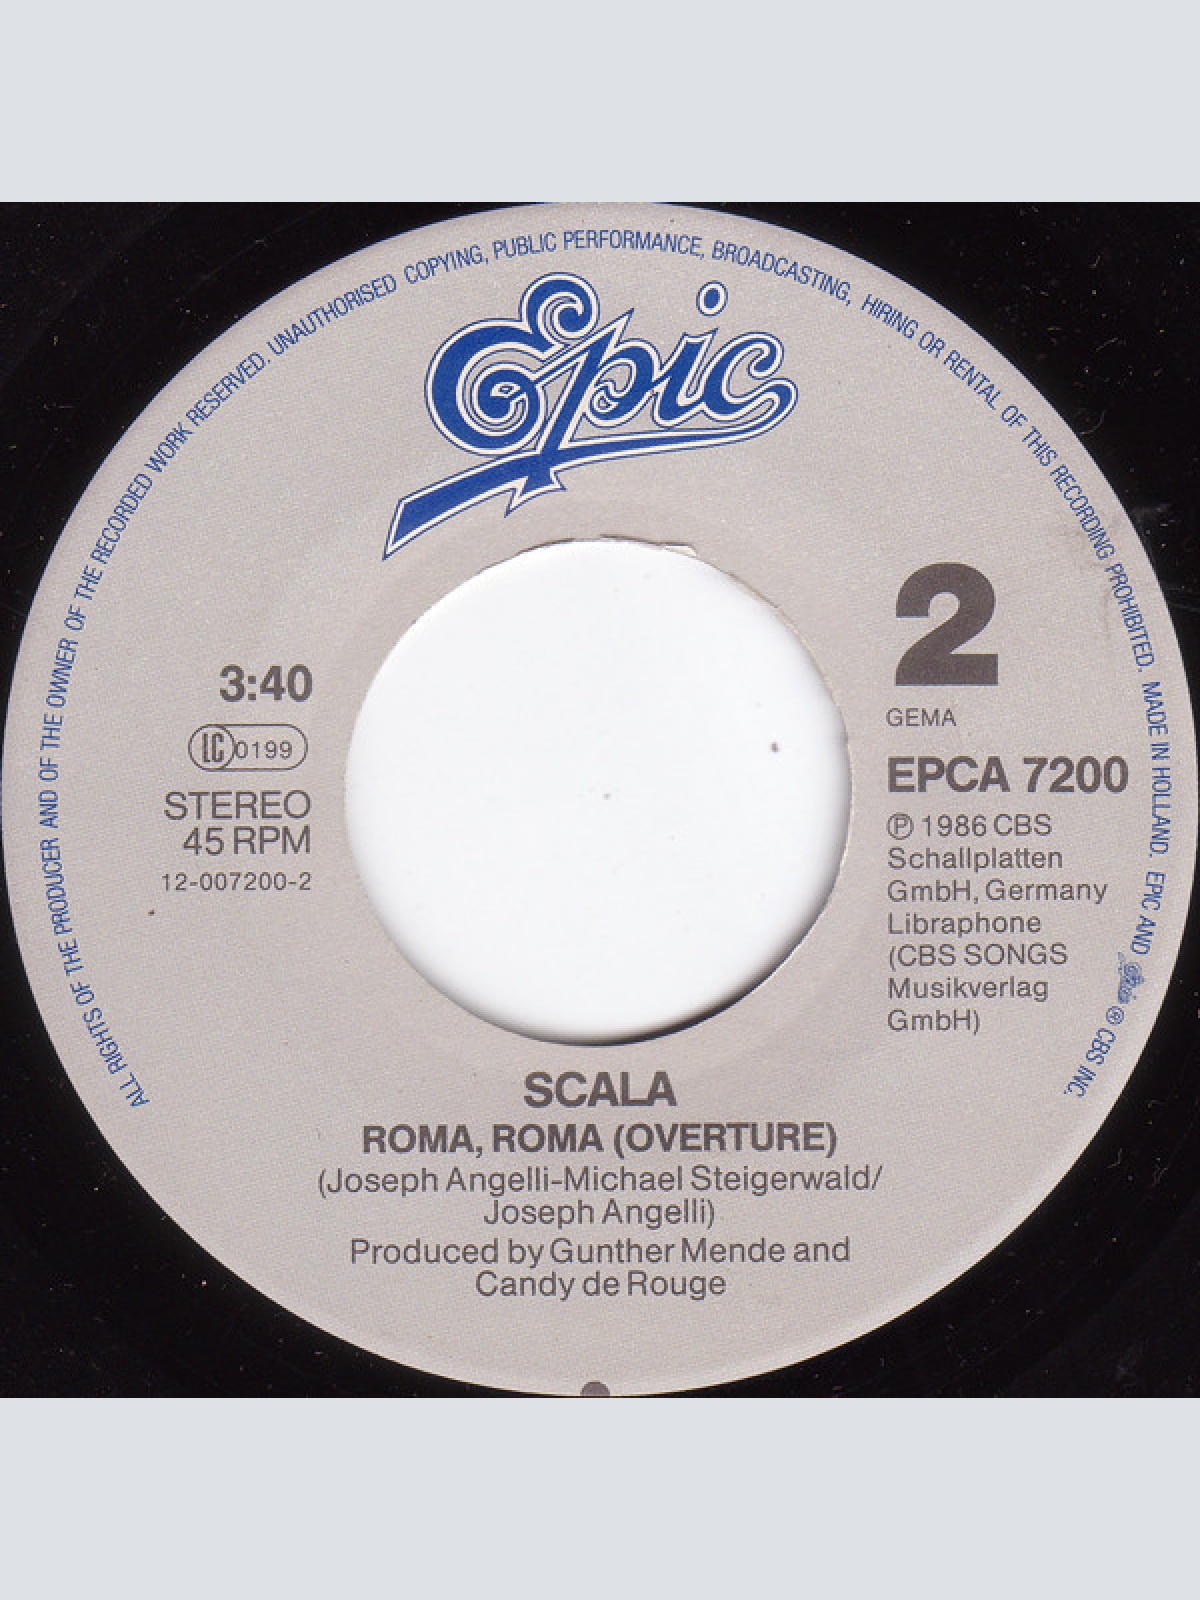 ALL RIGHTS OF THE PRODUCER AND OF THE OWNER OF THE RECORDED WORK RESERVED. UNAUTHORISED COPYING, PUBLIC PERFORMANCE, BROADCASTING, HIRING OR RENTAL OF THIS RECORDING PROHIBITED. MADE IN HOLLAND. EPIC AND Epic ® CBS INC.
Epic
2
GEMA
3:40
LC 0199
STEREO
45 RPM
12-007200-2
EPCA 7200
℗ 1986 CBS
Schallplatten
GmbH, Germany
Libraphone
(CBS SONGS
Musikverlag
GmbH)
SCALA
ROMA, ROMA (OVERTURE)
(Joseph Angelli-Michael Steigerwald/
Joseph Angelli)
Produced by Gunther Mende and
Candy de Rouge